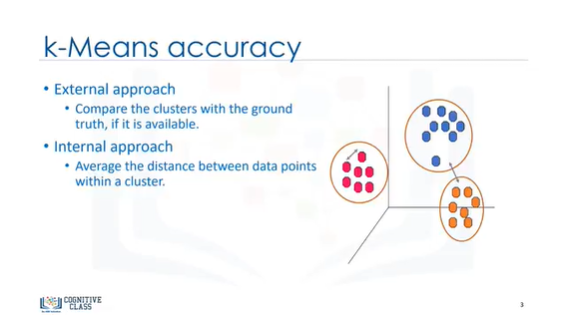 k-Means accuracy
• External approach
• Compare the clusters with the ground
truth, if it is available.
• Internal approach
• Average the distance between data points
within a cluster.
COGNITIVE
CLASS
3